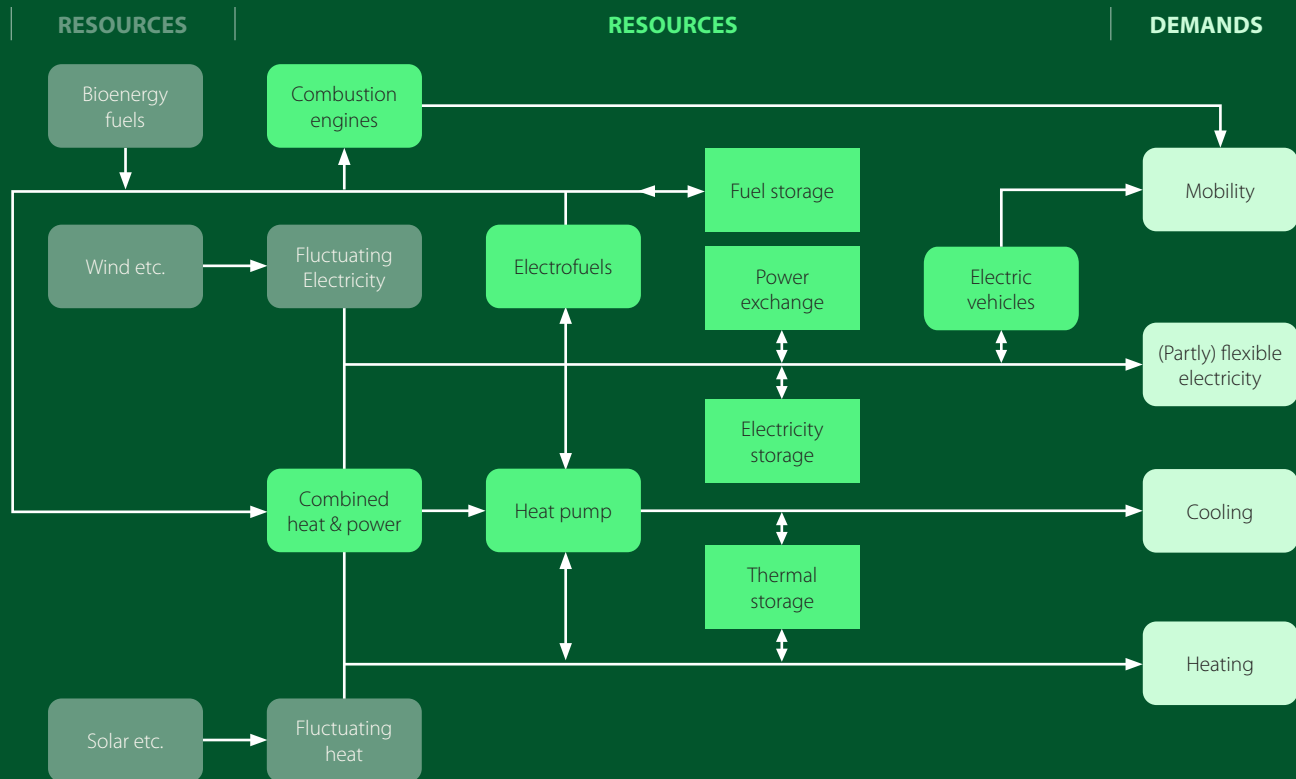 RESOURCES
RESOURCES
DEMANDS
Bioenergy
fuels
Combustion
engines
Fuel storage
Mobility
Wind etc.
Fluctuating
Electricity
Electrofuels
Power
exchange
Electric
vehicles
(Partly) flexible
electricity
Electricity
storage
Combined
heat & power
Heat pump
Cooling
Thermal
storage
Heating
Solar etc.
Fluctuating
heat